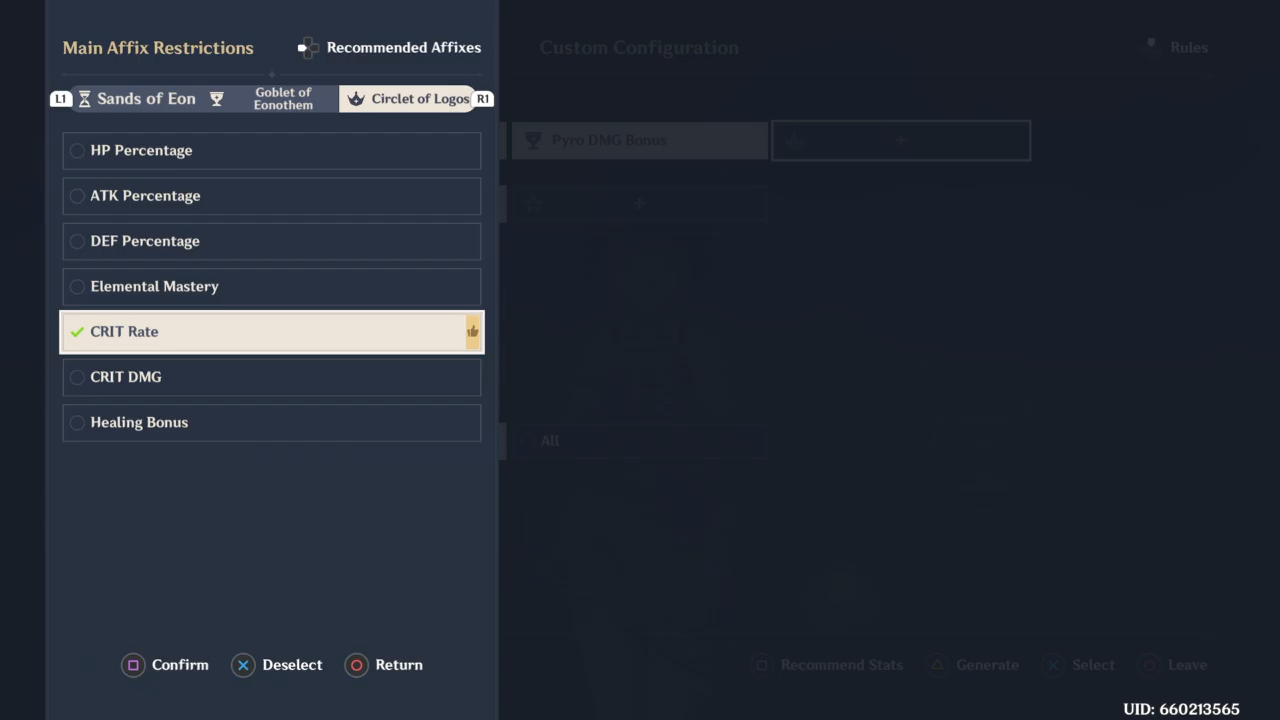 Main Affix Restrictions
Recommended Affixes
Custom Configuration
Rules
L1
Sands of Eon
Goblet of
Eonothem
Circlet of Logos
R1
HP Percentage
Pyro DMG Bonus
ATK Percentage
DEF Percentage
Elemental Mastery
CRIT Rate
CRIT DMG
Healing Bonus
All
Confirm
Deselect
Return
Recommend Stats
Generate
Select
Leave
UID: 660213565